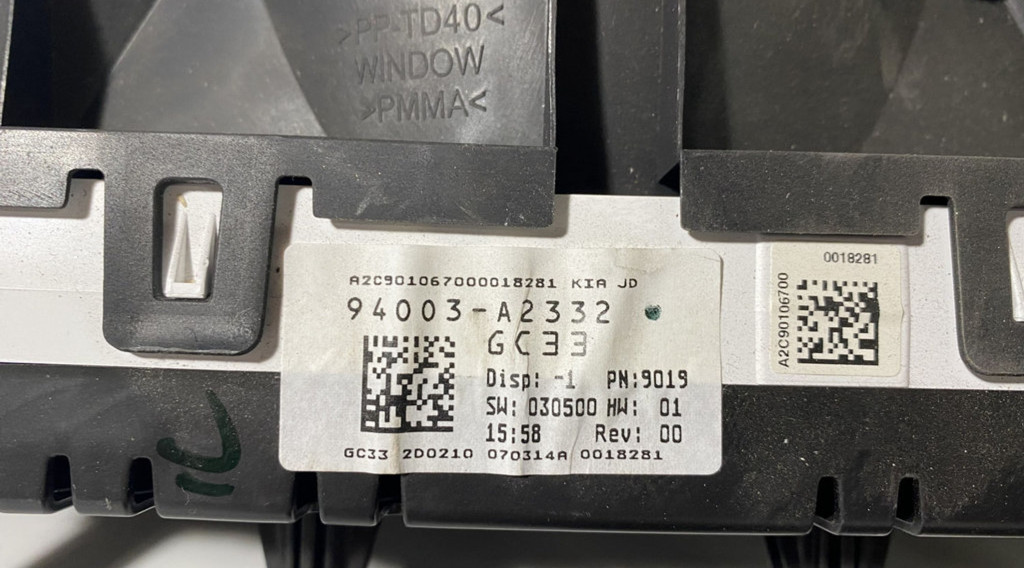 >PP-TD40<
WINDOW
>PMMA<
A2C901067000018281 KIA JD
94003-A2332
GC33
Disp: -1 PN:9019
SW: 030500 HW: 01
15:58 Rev: 00
GC33 2D0210 070314A 0018281
0018281
A2C90106700
1C